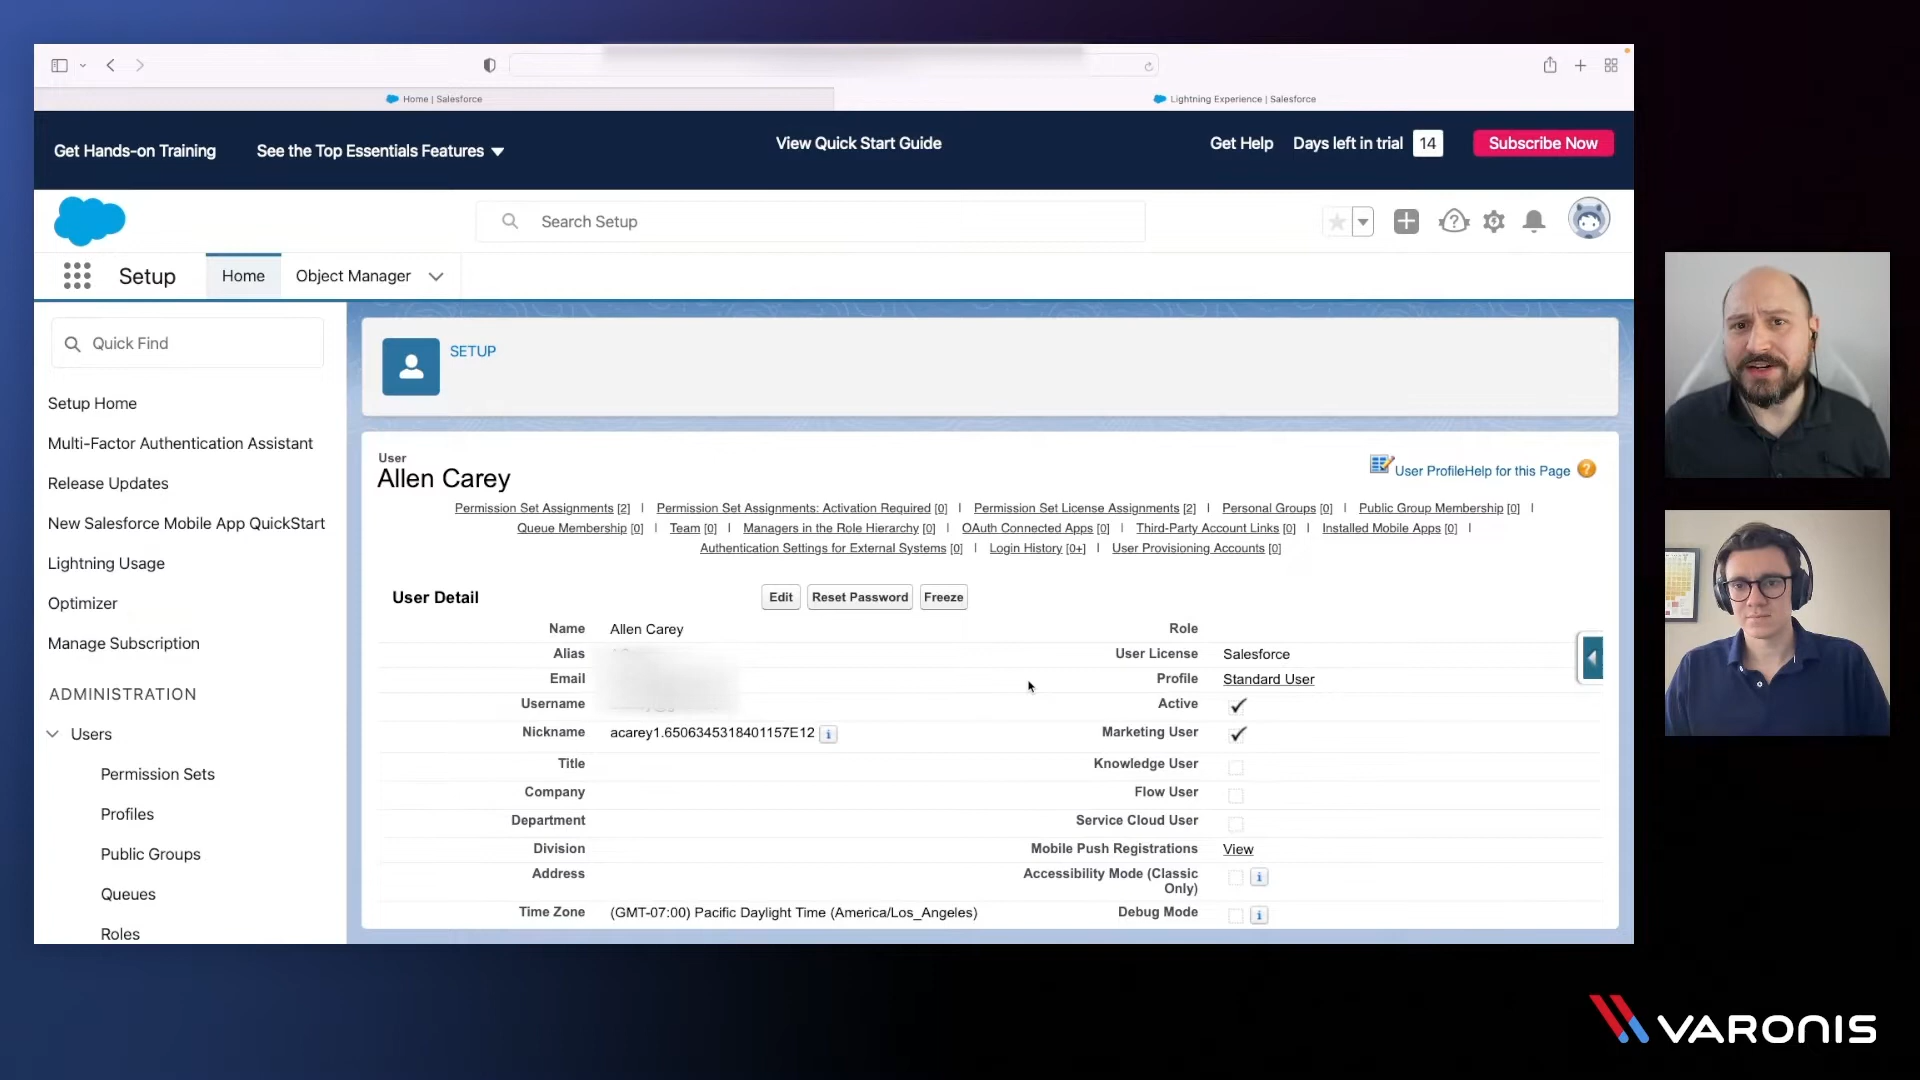 Home | Salesforce
Lightning Experience | Salesforce
Get Hands-on Training
See the Top Essentials Features
View Quick Start Guide
Get Help
Days left in trial 14
Subscribe Now
Search Setup
Setup
Home
Object Manager
Quick Find
Setup Home
Multi-Factor Authentication Assistant
Release Updates
New Salesforce Mobile App QuickStart
Lightning Usage
Optimizer
Manage Subscription
ADMINISTRATION
Users
Permission Sets
Profiles
Public Groups
Queues
Roles
SETUP
User
Allen Carey
User Profile Help for this Page ?
Permission Set Assignments [2] | Permission Set Assignments: Activation Required [0] | Permission Set License Assignments [2] | Personal Groups [0] | Public Group Membership [0] |
Queue Membership [0] | Team [0] | Managers in the Role Hierarchy [0] | OAuth Connected Apps [0] | Third-Party Account Links [0] | Installed Mobile Apps [0] |
Authentication Settings for External Systems [0] | Login History [0+] | User Provisioning Accounts [0]
User Detail
Edit
Reset Password
Freeze
Name Allen Carey
Role
Alias
User License Salesforce
Email
Profile Standard User
Username
Active
Nickname acarey1.6506345318401157E12 i
Marketing User
Title
Knowledge User
Company
Flow User
Department
Service Cloud User
Division
Mobile Push Registrations View
Address
Accessibility Mode (Classic
Only) i
Time Zone (GMT-07:00) Pacific Daylight Time (America/Los_Angeles)
Debug Mode i
VARONIS